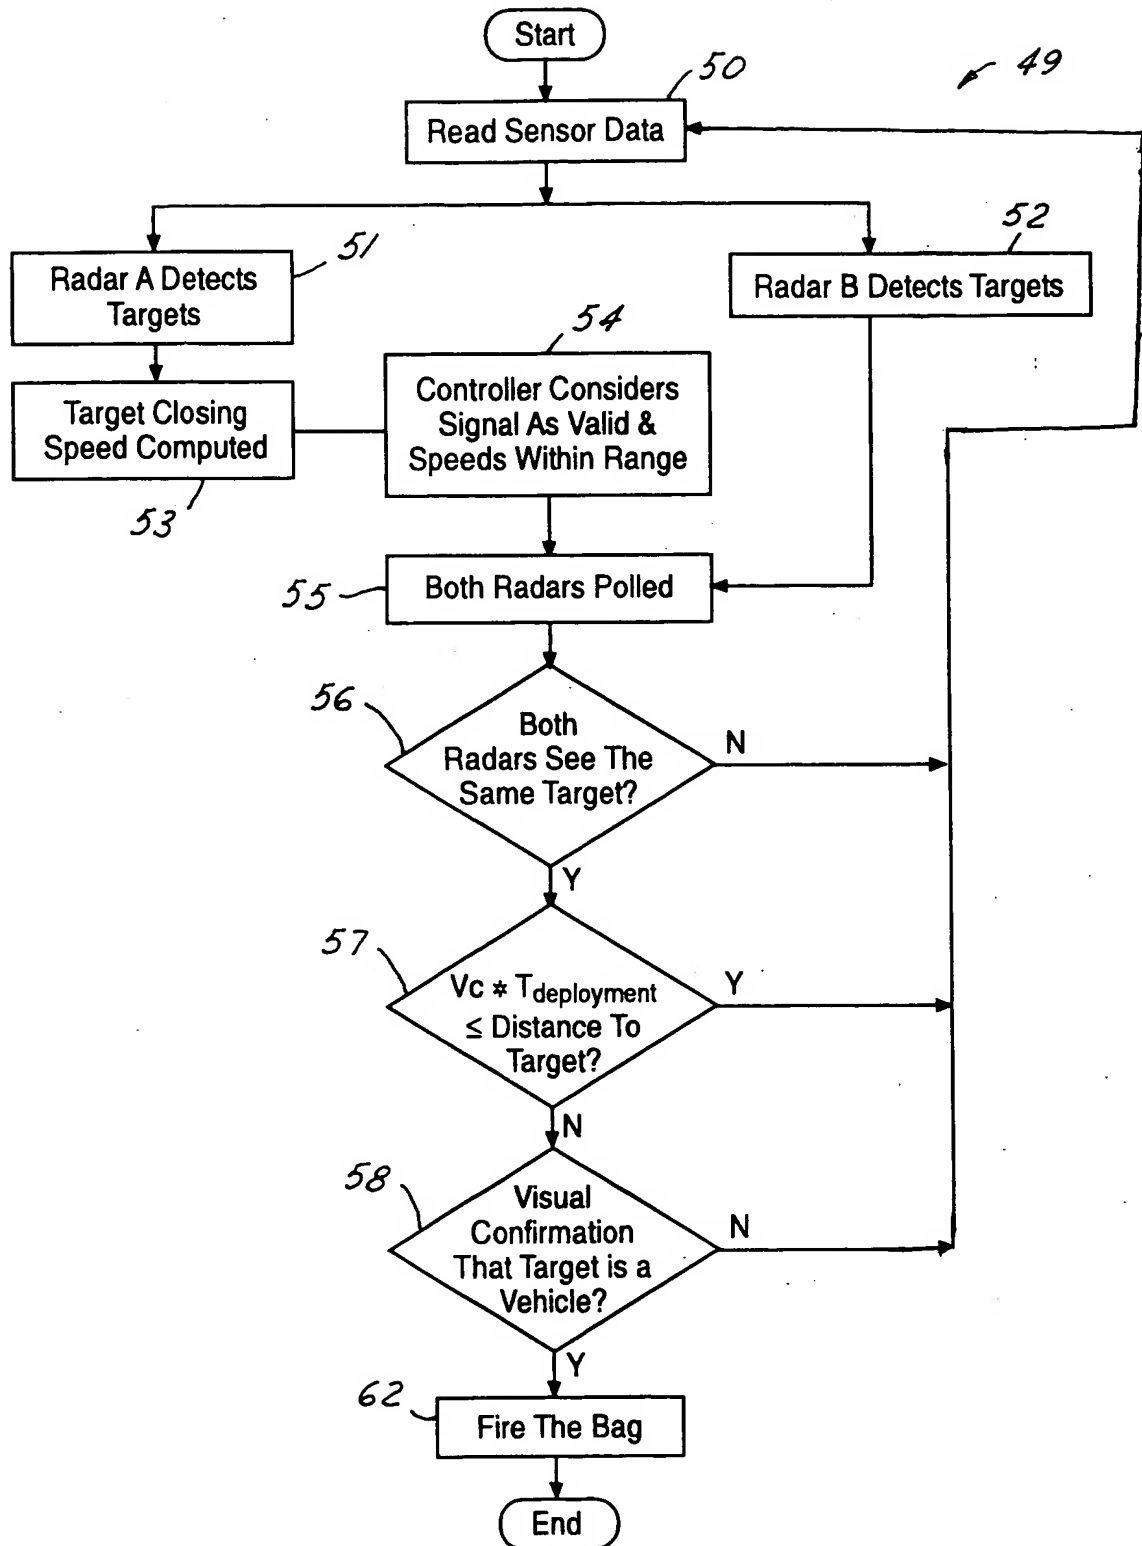 Start
50
49
Read Sensor Data
51
52
Radar A Detects
Targets
Radar B Detects Targets
54
Target Closing
Speed Computed
Controller Considers
Signal As Valid &
Speeds Within Range
53
55
Both Radars Polled
56
Both
Radars See The
Same Target?
N
Y
57
Vc * Tdeployment
≤ Distance To
Target?
Y
N
58
Visual
Confirmation
That Target is a
Vehicle?
N
Y
62
Fire The Bag
End